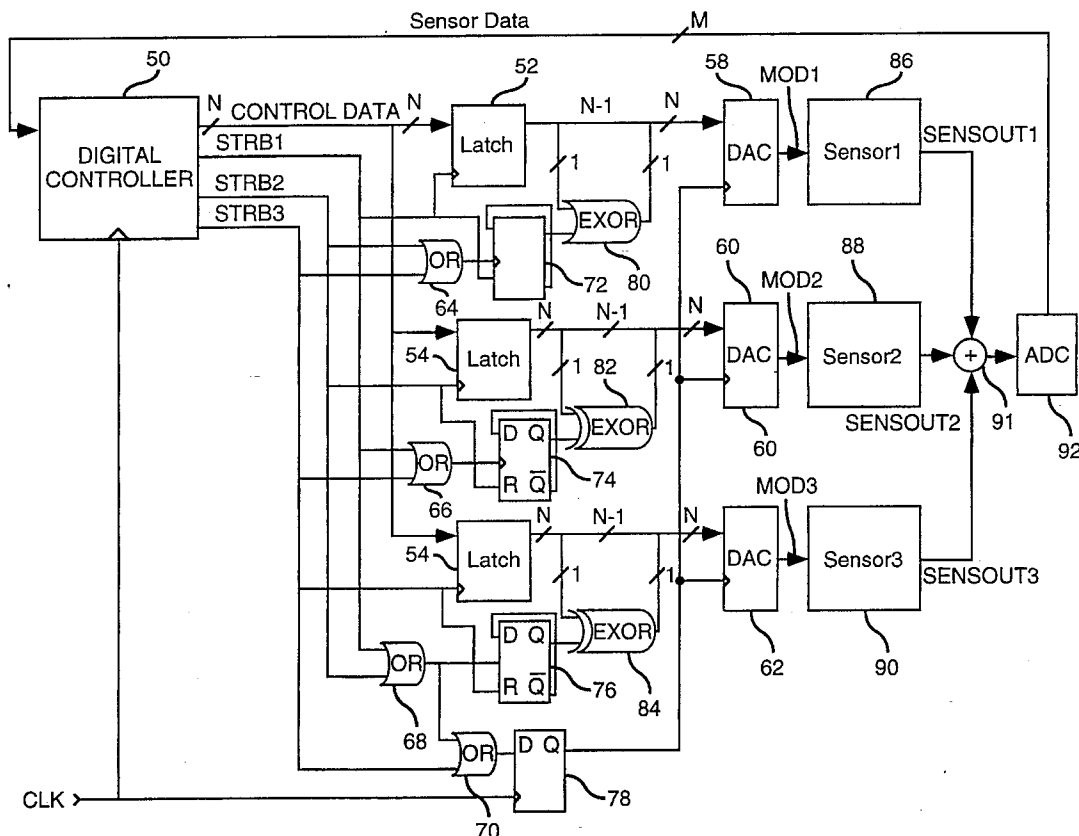 Sensor Data
M
50
52
58
MOD1
86
N
CONTROL DATA
N
N-1
N
SENSOUT1
DIGITAL
CONTROLLER
STRB1
STRB2
STRB3
Latch
DAC
Sensor1
1
1
EXOR
OR
72
80
64
60
MOD2
88
N
N-1
N
54
Latch
82
DAC
Sensor2
+
ADC
1
1
EXOR
SENSOUT2
91
92
D Q
OR
R Q̅
74
60
66
MOD3
N
N-1
N
54
Latch
DAC
Sensor3
SENSOUT3
1
1
EXOR
D Q
OR
R Q̅
76
84
62
90
68
OR
D Q
78
CLK
70